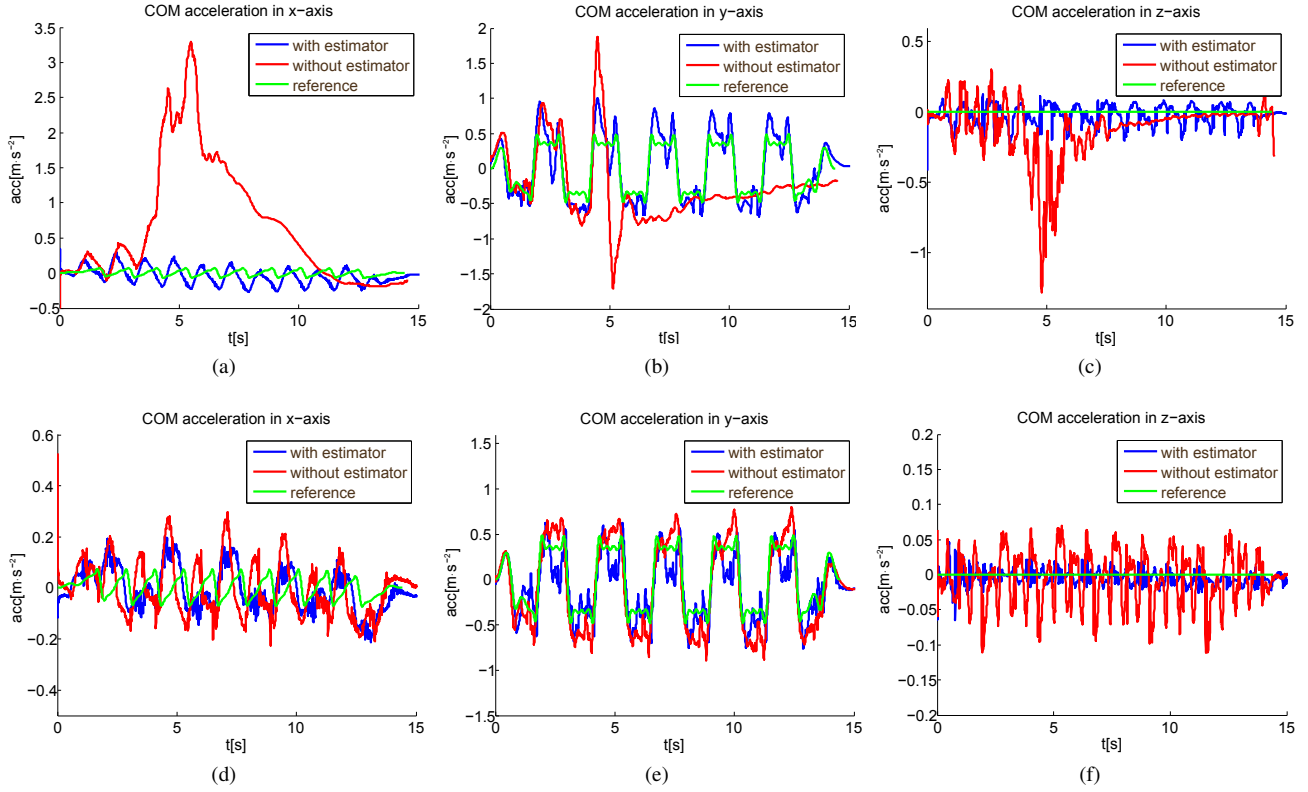 COM acceleration in x−axis
3.5
3
2.5
2
1.5
1
0.5
0
−0.5
acc[m·s⁻²]
with estimator
without estimator
reference
0 5 10 15
t[s]
(a)
COM acceleration in y−axis
2
1.5
1
0.5
0
−0.5
−1
−1.5
−2
acc[m·s⁻²]
with estimator
without estimator
reference
0 5 10 15
t[s]
(b)
COM acceleration in z−axis
0.5
0
−0.5
−1
acc[m·s⁻²]
with estimator
without estimator
reference
0 5 10 15
t[s]
(c)
COM acceleration in x−axis
0.6
0.4
0.2
0
−0.2
−0.4
acc[m·s⁻²]
with estimator
without estimator
reference
0 5 10 15
t[s]
(d)
COM acceleration in y−axis
1.5
1
0.5
0
−0.5
−1
−1.5
acc[m·s⁻²]
with estimator
without estimator
reference
0 5 10 15
t[s]
(e)
COM acceleration in z−axis
0.2
0.15
0.1
0.05
0
−0.05
−0.1
−0.15
−0.2
acc[m·s⁻²]
with estimator
without estimator
reference
0 5 10 15
t[s]
(f)